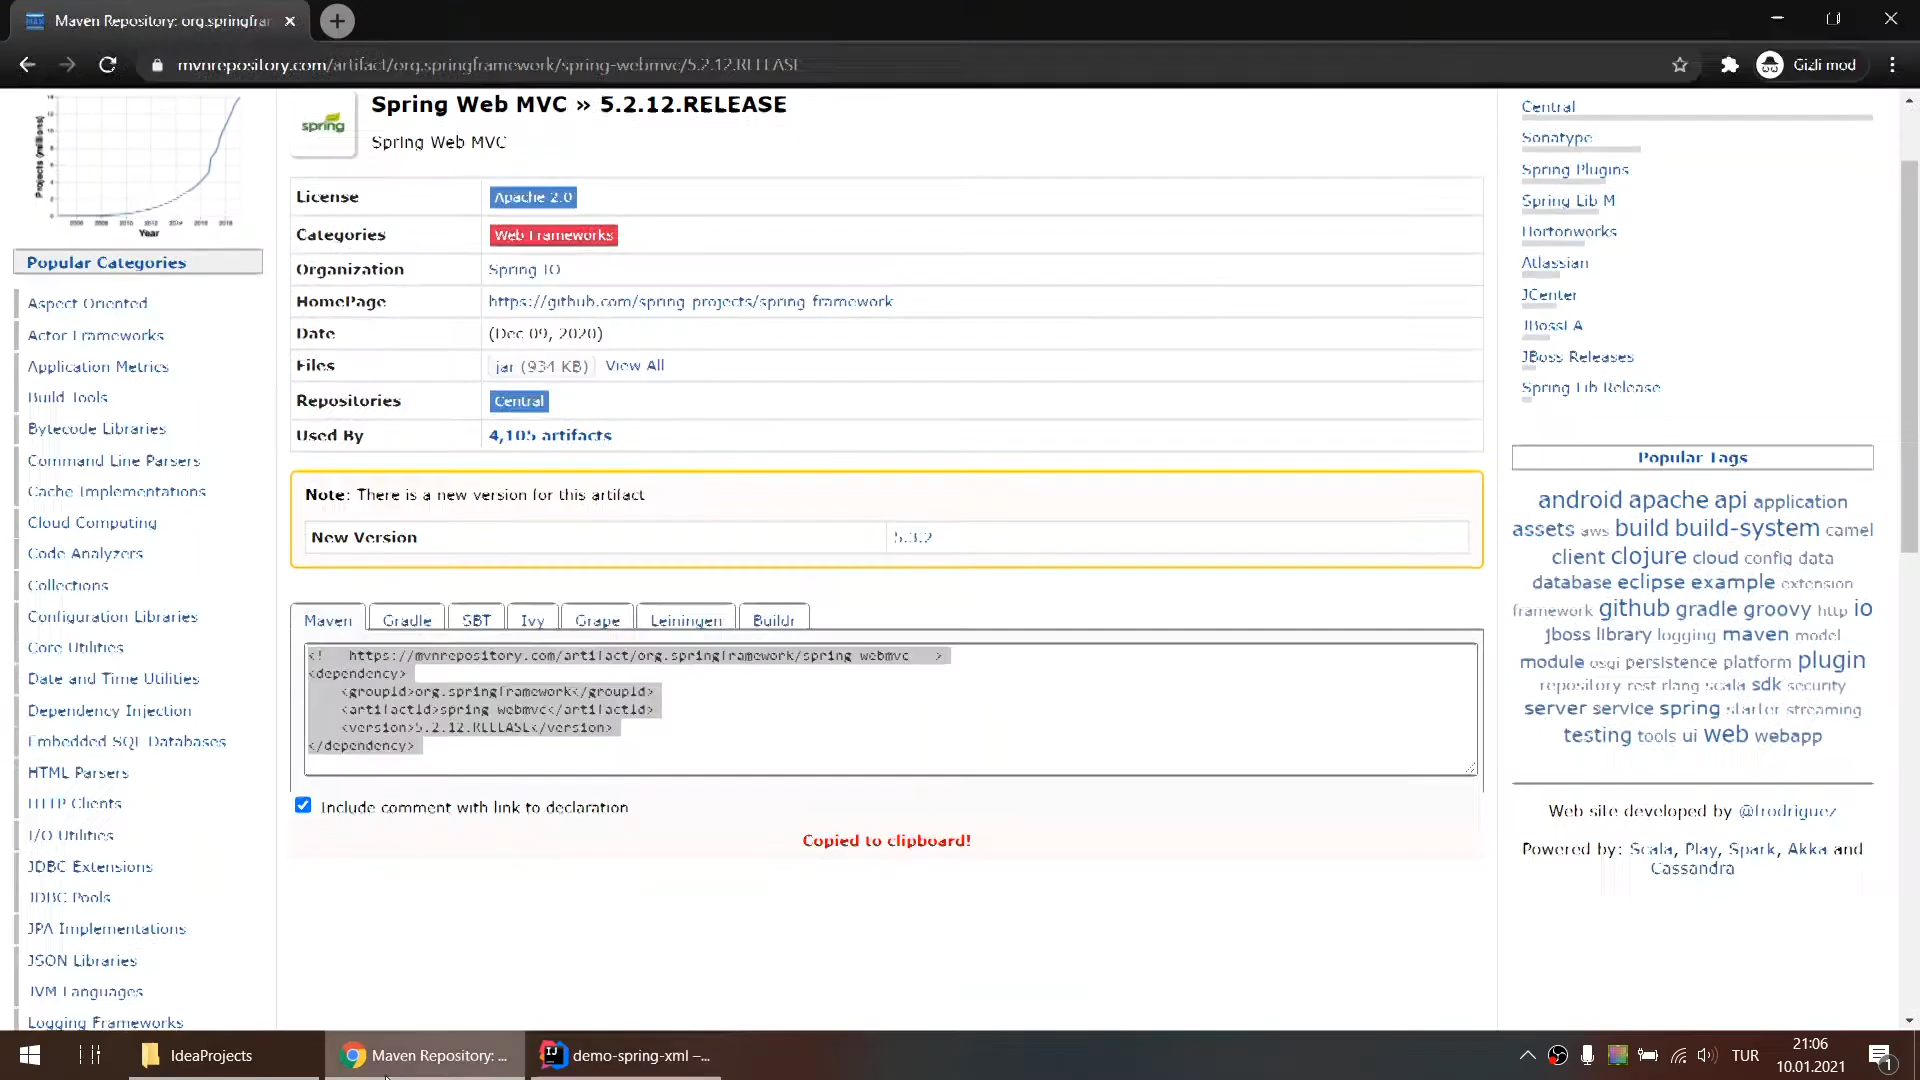 Maven Repository: org.springfra
mvnrepository.com/artifact/org.springframework/spring-webmvc/5.2.12.RELEASE
Gizli mod
Projects (millions)
Year
Popular Categories
Aspect Oriented
Actor Frameworks
Application Metrics
Build Tools
Bytecode Libraries
Command Line Parsers
Cache Implementations
Cloud Computing
Code Analyzers
Collections
Configuration Libraries
Core Utilities
Date and Time Utilities
Dependency Injection
Embedded SQL Databases
HTML Parsers
HTTP Clients
I/O Utilities
JDBC Extensions
JDBC Pools
JPA Implementations
JSON Libraries
JVM Languages
Logging Frameworks
spring
Spring Web MVC » 5.2.12.RELEASE
Spring Web MVC
License Apache 2.0
Categories Web Frameworks
Organization Spring IO
HomePage https://github.com/spring-projects/spring-framework
Date (Dec 09, 2020)
Files jar (934 KB) View All
Repositories Central
Used By 4,105 artifacts
Note: There is a new version for this artifact
New Version 5.3.2
Maven Gradle SBT Ivy Grape Leiningen Buildr
<!-- https://mvnrepository.com/artifact/org.springframework/spring-webmvc -->
<dependency>
<groupId>org.springframework</groupId>
<artifactId>spring-webmvc</artifactId>
<version>5.2.12.RELEASE</version>
</dependency>
Include comment with link to declaration
Copied to clipboard!
Central
Sonatype
Spring Plugins
Spring Lib M
Hortonworks
Atlassian
JCenter
JBossEA
JBoss Releases
Spring Lib Release
Popular Tags
android apache api application
assets aws build build-system camel
client clojure cloud config data
database eclipse example extension
framework github gradle groovy http io
jboss library logging maven model
module osgi persistence platform plugin
repository rest rlang scala sdk security
server service spring starter streaming
testing tools ui web webapp
Web site developed by @frodriguez
Powered by: Scala, Play, Spark, Akka and
Cassandra
IdeaProjects
Maven Repository: ...
demo-spring-xml –...
TUR
21:06
10.01.2021
1